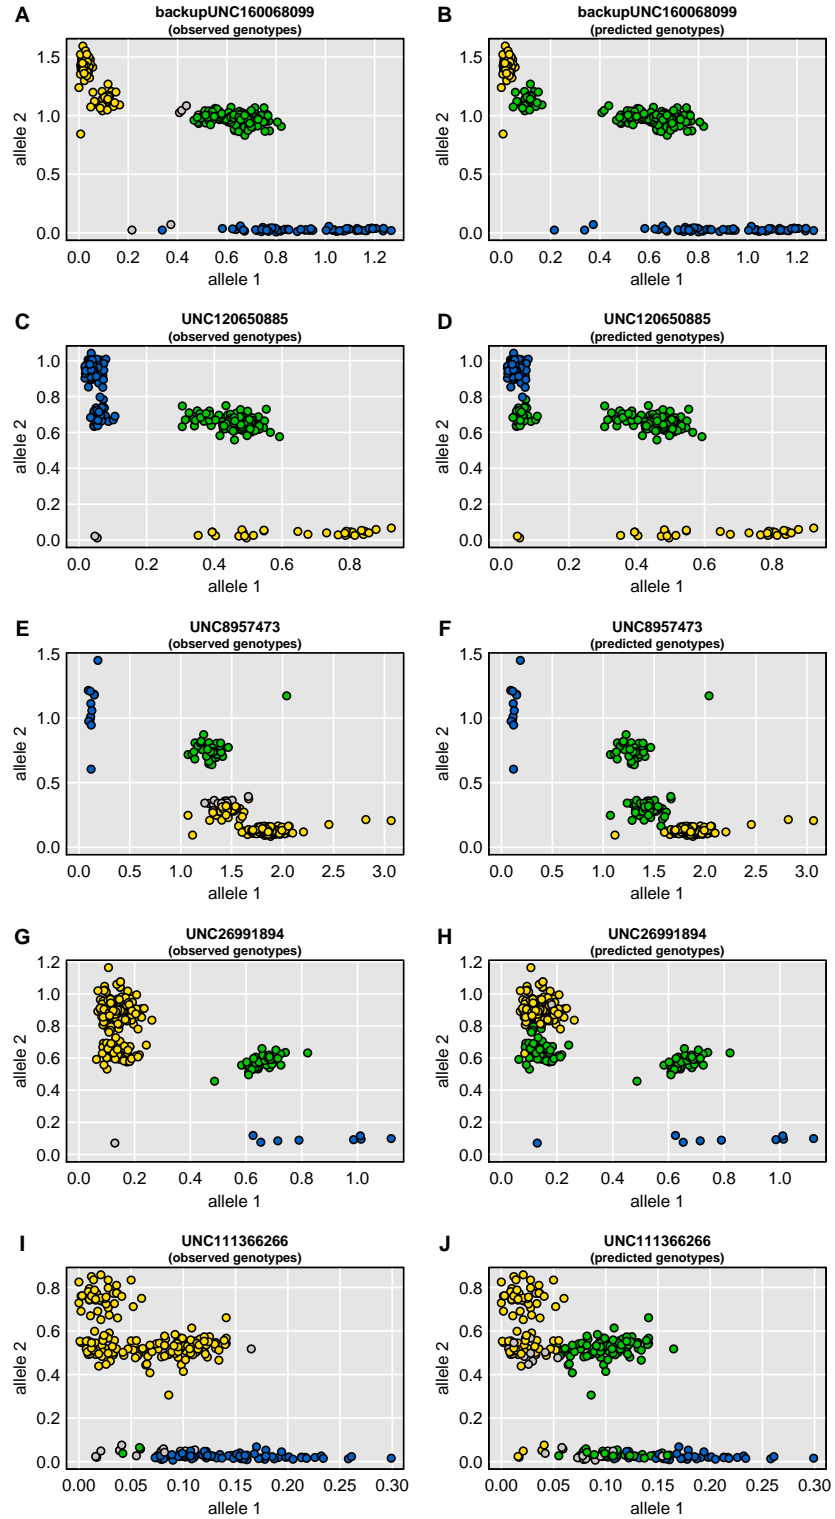 A
backupUNC160068099
(observed genotypes)
allele 2
1.5
1.0
0.5
0.0
0.0 0.2 0.4 0.6 0.8 1.0 1.2
allele 1
B
backupUNC160068099
(predicted genotypes)
allele 2
1.5
1.0
0.5
0.0
0.0 0.2 0.4 0.6 0.8 1.0 1.2
allele 1
C
UNC120650885
(observed genotypes)
allele 2
1.0
0.8
0.6
0.4
0.2
0.0
0.0 0.2 0.4 0.6 0.8
allele 1
D
UNC120650885
(predicted genotypes)
allele 2
1.0
0.8
0.6
0.4
0.2
0.0
0.0 0.2 0.4 0.6 0.8
allele 1
E
UNC8957473
(observed genotypes)
allele 2
1.5
1.0
0.5
0.0
0.0 0.5 1.0 1.5 2.0 2.5 3.0
allele 1
F
UNC8957473
(predicted genotypes)
allele 2
1.5
1.0
0.5
0.0
0.0 0.5 1.0 1.5 2.0 2.5 3.0
allele 1
G
UNC26991894
(observed genotypes)
allele 2
1.2
1.0
0.8
0.6
0.4
0.2
0.0
0.0 0.2 0.4 0.6 0.8 1.0
allele 1
H
UNC26991894
(predicted genotypes)
allele 2
1.2
1.0
0.8
0.6
0.4
0.2
0.0
0.0 0.2 0.4 0.6 0.8 1.0
allele 1
I
UNC111366266
(observed genotypes)
allele 2
0.8
0.6
0.4
0.2
0.0
0.00 0.05 0.10 0.15 0.20 0.25 0.30
allele 1
J
UNC111366266
(predicted genotypes)
allele 2
0.8
0.6
0.4
0.2
0.0
0.00 0.05 0.10 0.15 0.20 0.25 0.30
allele 1